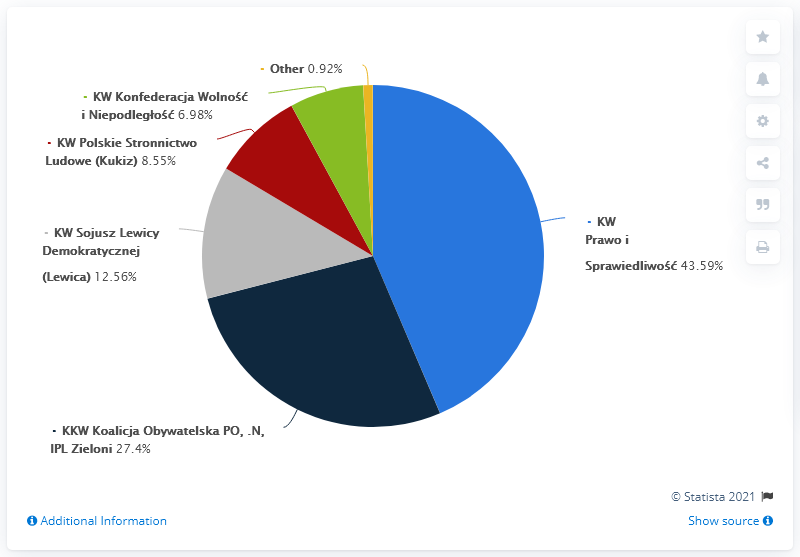 - Other 0.92%
- KW Konfederacja Wolność
i Niepodległość 6.98%
- KW Polskie Stronnictwo
Ludowe (Kukiz) 8.55%
- KW Sojusz Lewicy
Demokratycznej
(Lewica) 12.56%
- KW
Prawo i
Sprawiedliwość 43.59%
- KKW Koalicja Obywatelska PO, .N,
IPL Zieloni 27.4%
© Statista 2021
Additional Information
Show source